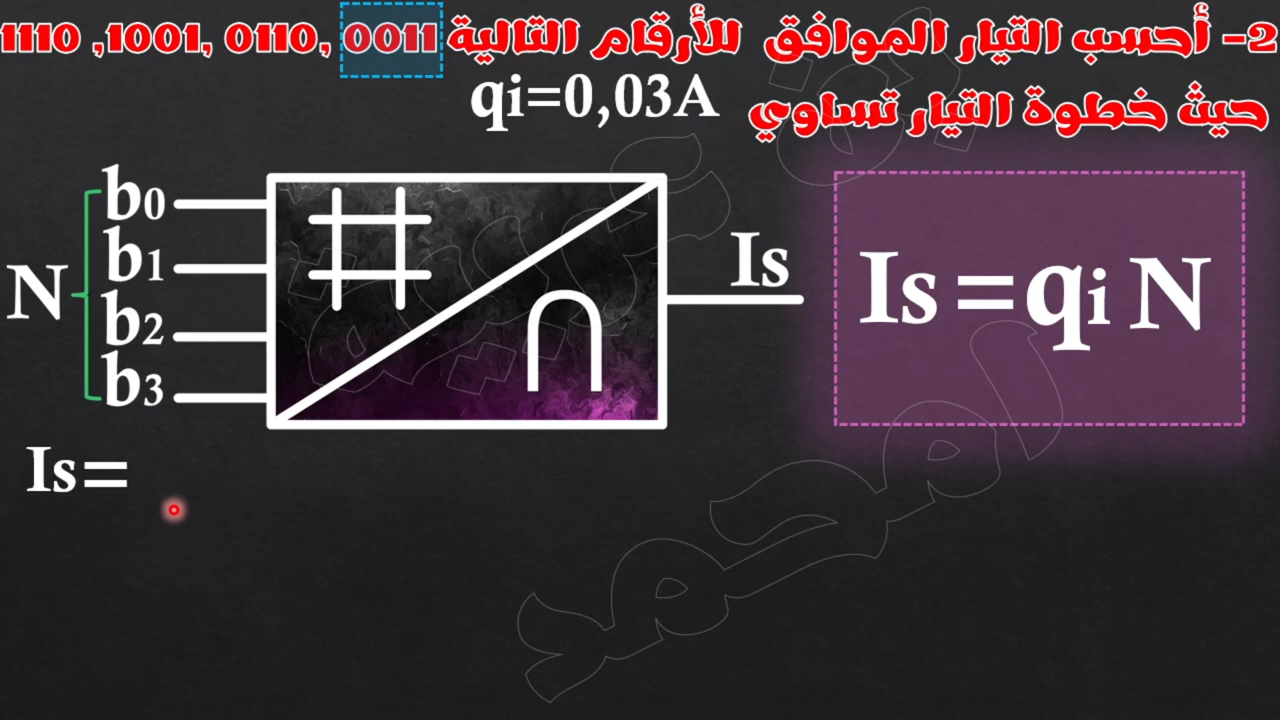 2- أحسب التيار الموافق للأرقام التالية 0011 ,0110 ,1001, 1110
حيث خطوة التيار تساوي qi=0,03A
b0
b1
N
b2
b3
#
∩
Is
Is=qi N
Is=